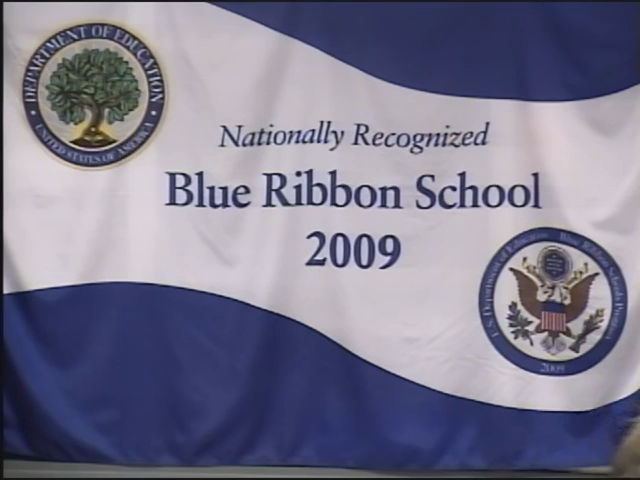 DEPARTMENT OF EDUCATION
UNITED STATES OF AMERICA
Nationally Recognized
Blue Ribbon School
2009
U.S. Department of Education Blue Ribbon Schools Program
2009